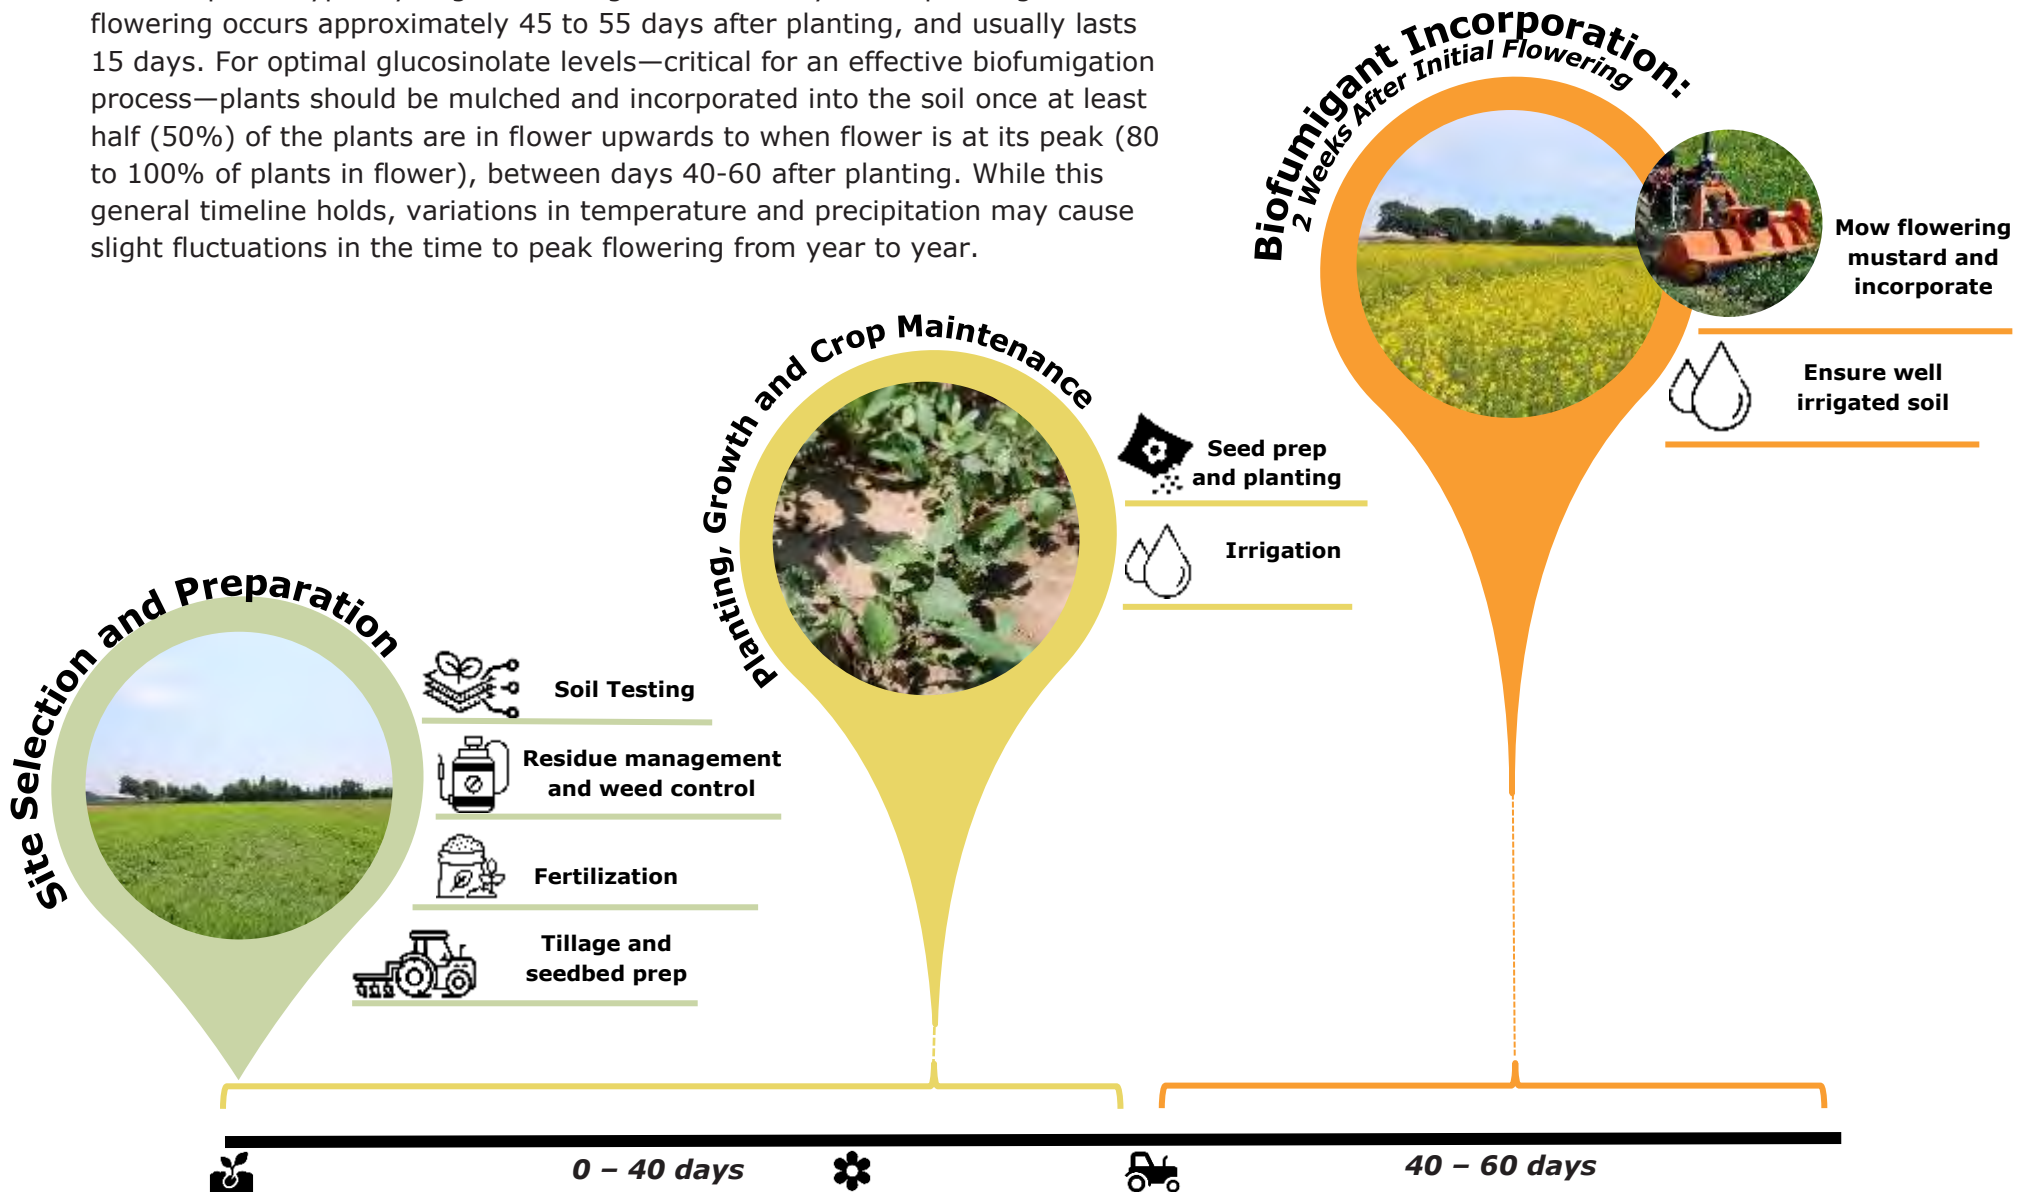 flowering occurs approximately 45 to 55 days after planting, and usually lasts
15 days. For optimal glucosinolate levels—critical for an effective biofumigation
process—plants should be mulched and incorporated into the soil once at least
half (50%) of the plants are in flower upwards to when flower is at its peak (80
to 100% of plants in flower), between days 40-60 after planting. While this
general timeline holds, variations in temperature and precipitation may cause
slight fluctuations in the time to peak flowering from year to year.
Biofumigant Incorporation:
2 Weeks After Initial Flowering
Mow flowering
mustard and
incorporate
Ensure well
irrigated soil
Planting, Growth and Crop Maintenance
Seed prep
and planting
Irrigation
Site Selection and Preparation
Soil Testing
Residue management
and weed control
Fertilization
Tillage and
seedbed prep
0 – 40 days
40 – 60 days